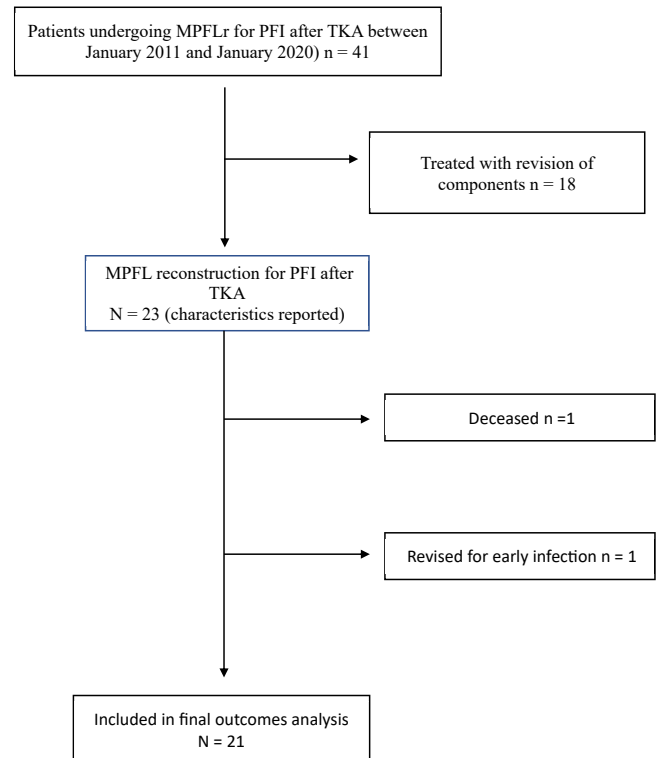 Patients undergoing MPFLr for PFI after TKA between
January 2011 and January 2020) n = 41
Treated with revision of
components n = 18
MPFL reconstruction for PFI after
TKA
N = 23 (characteristics reported)
Deceased n =1
Revised for early infection n = 1
Included in final outcomes analysis
N = 21